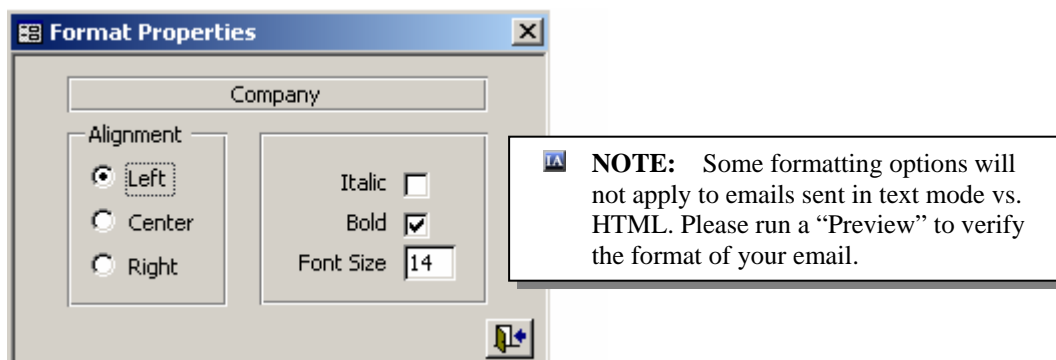 Format Properties
Company
Alignment
Left
Center
Right
Italic
Bold
Font Size 14
IA NOTE: Some formatting options will
not apply to emails sent in text mode vs.
HTML. Please run a “Preview” to verify
the format of your email.